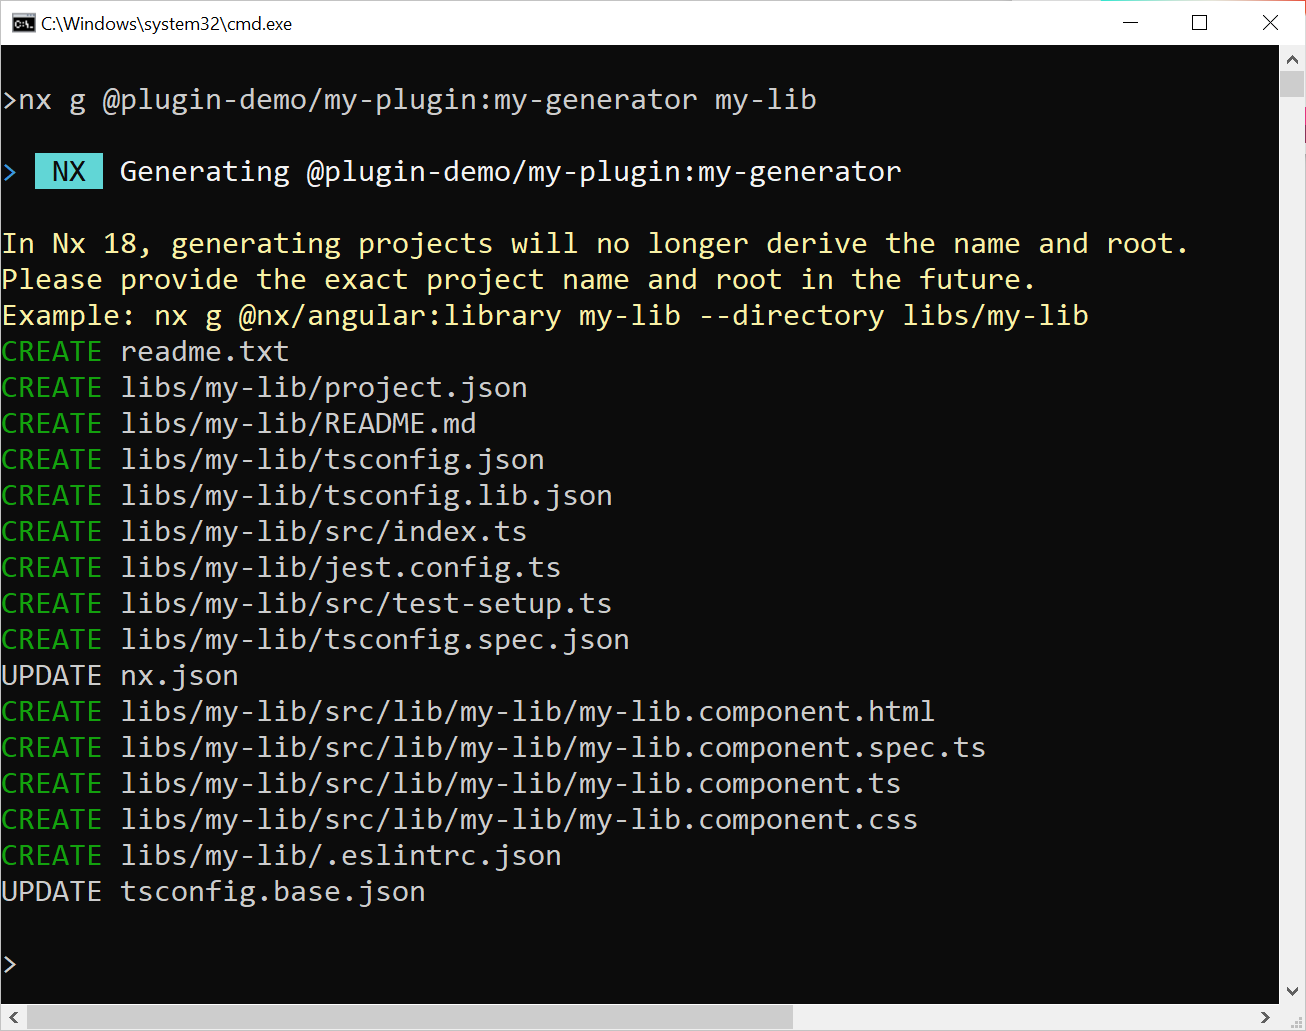 C:\Windows\system32\cmd.exe
>nx g @plugin-demo/my-plugin:my-generator my-lib
> NX Generating @plugin-demo/my-plugin:my-generator
In Nx 18, generating projects will no longer derive the name and root.
Please provide the exact project name and root in the future.
Example: nx g @nx/angular:library my-lib --directory libs/my-lib
CREATE readme.txt
CREATE libs/my-lib/project.json
CREATE libs/my-lib/README.md
CREATE libs/my-lib/tsconfig.json
CREATE libs/my-lib/tsconfig.lib.json
CREATE libs/my-lib/src/index.ts
CREATE libs/my-lib/jest.config.ts
CREATE libs/my-lib/src/test-setup.ts
CREATE libs/my-lib/tsconfig.spec.json
UPDATE nx.json
CREATE libs/my-lib/src/lib/my-lib/my-lib.component.html
CREATE libs/my-lib/src/lib/my-lib/my-lib.component.spec.ts
CREATE libs/my-lib/src/lib/my-lib/my-lib.component.ts
CREATE libs/my-lib/src/lib/my-lib/my-lib.component.css
CREATE libs/my-lib/.eslintrc.json
UPDATE tsconfig.base.json
>